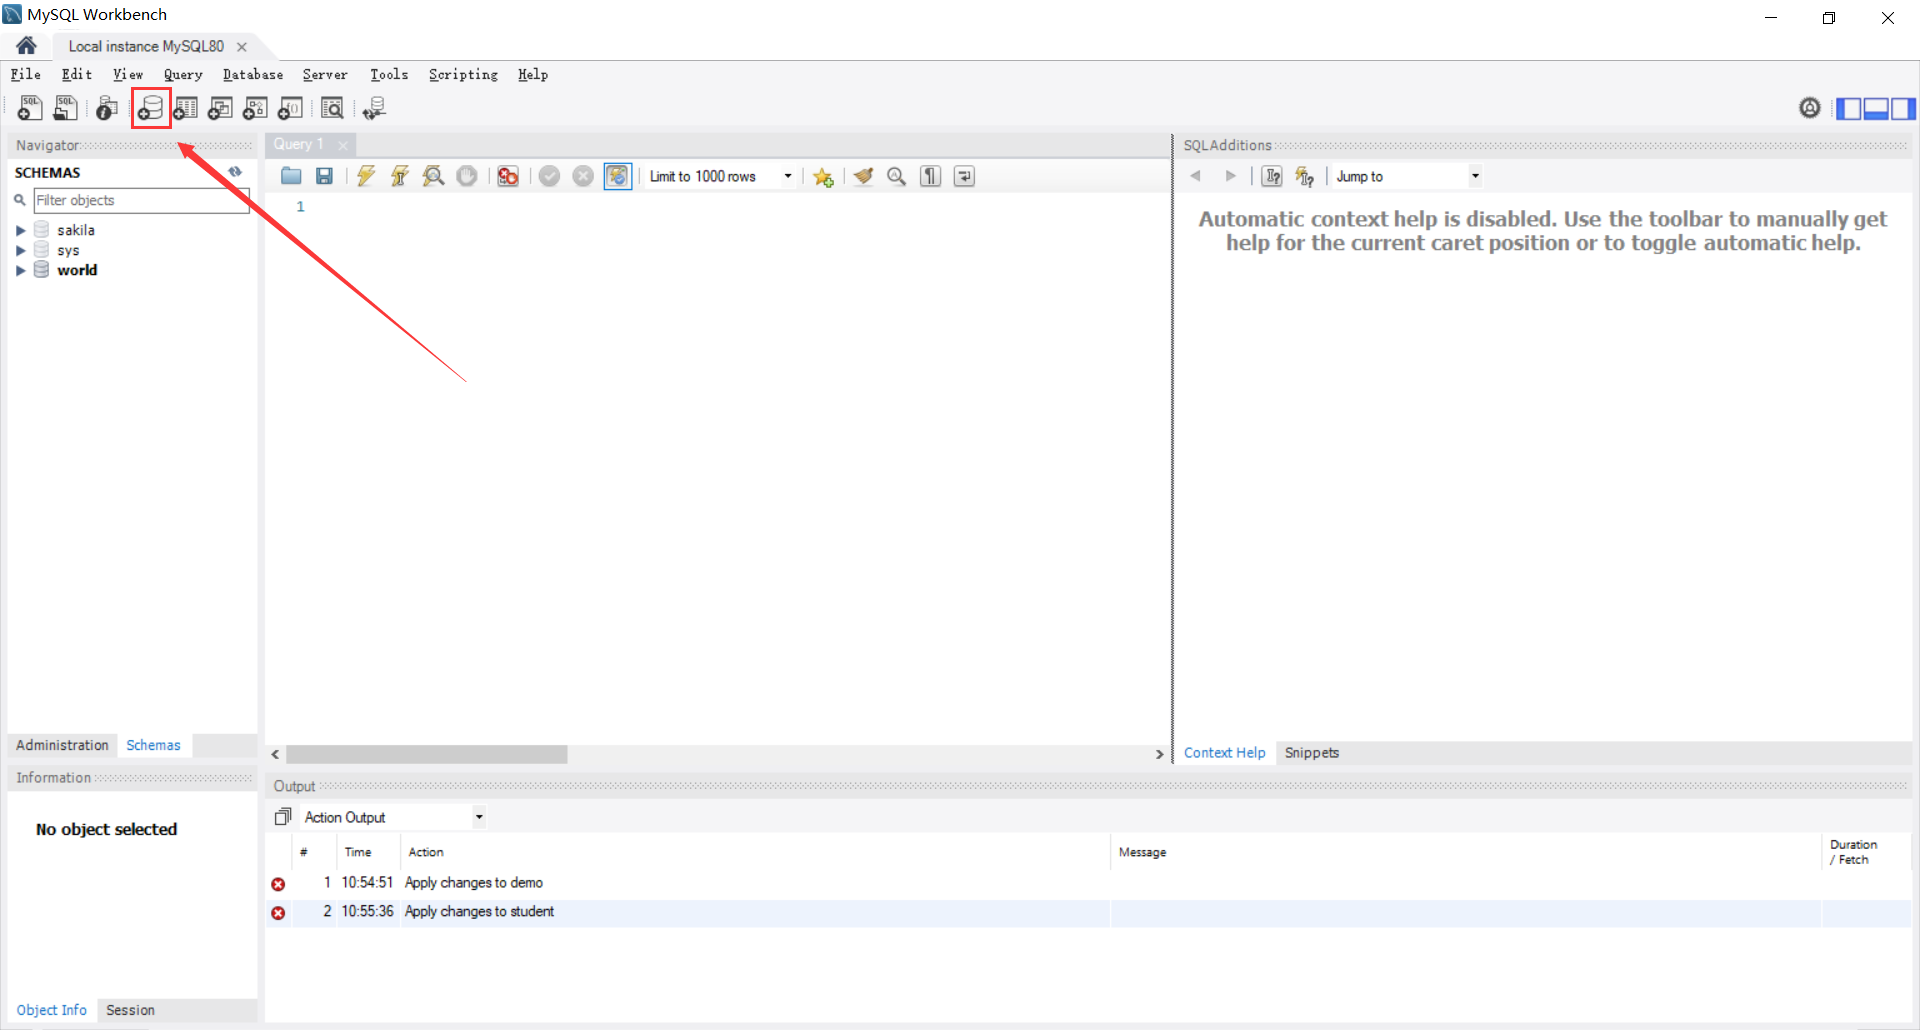 MySQL Workbench
Local instance MySQL80
File Edit View Query Database Server Tools Scripting Help
Navigator
Query 1
SQLAdditions
SCHEMAS
Limit to 1000 rows
Jump to
Filter objects
1
sakila
sys
world
Automatic context help is disabled. Use the toolbar to manually get
help for the current caret position or to toggle automatic help.
Administration Schemas
Context Help Snippets
Information
No object selected
Object Info Session
Output
Action Output
# Time Action Message Duration
/ Fetch
1 10:54:51 Apply changes to demo
2 10:55:36 Apply changes to student